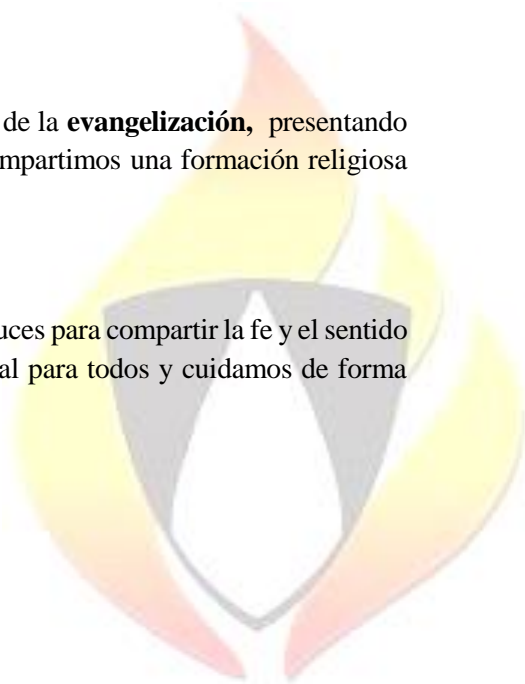 de la evangelización, presentando
mpartimos una formación religiosa
uces para compartir la fe y el sentido
al para todos y cuidamos de forma